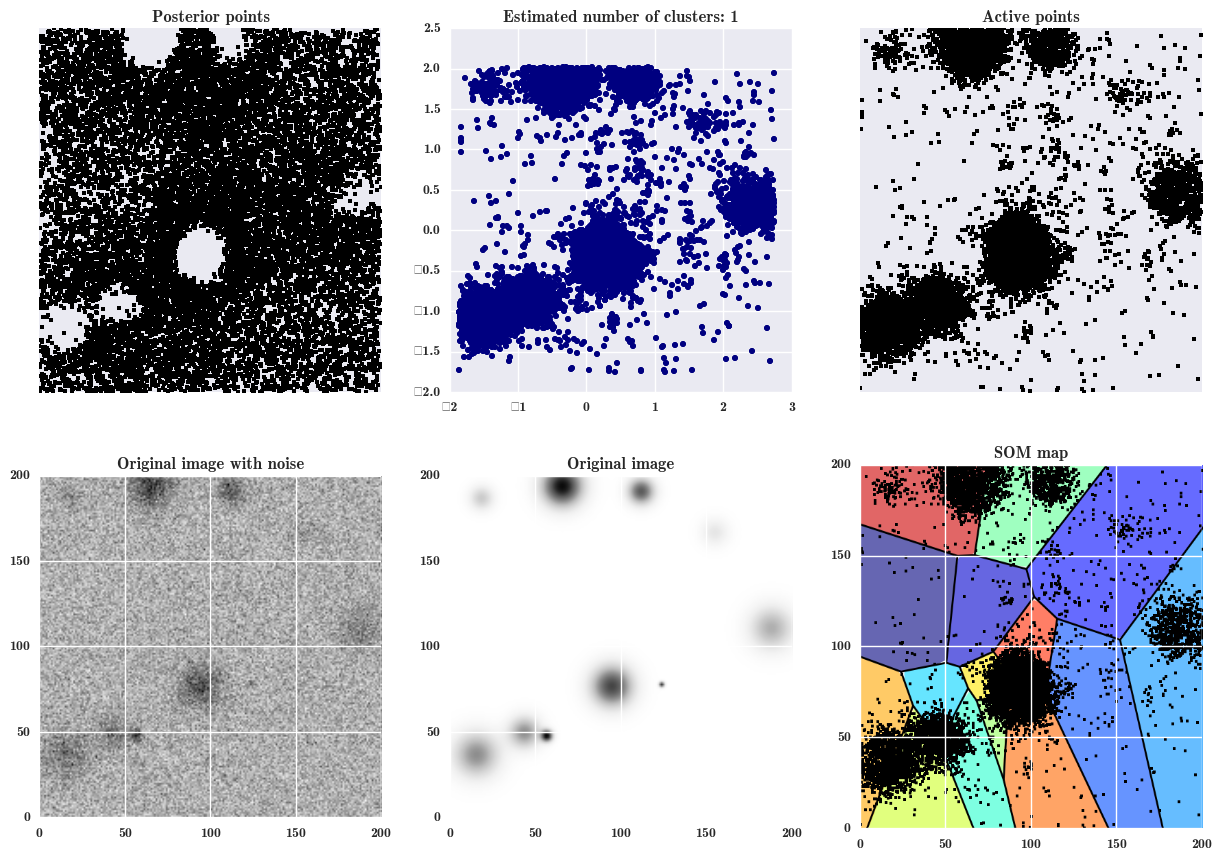 Posterior points
Estimated number of clusters: 1
Active points
2.5
2.0
1.5
1.0
0.5
0.0
□0.5
□1.0
□1.5
□2.0
□2 □1 0 1 2 3
Original image with noise
200
150
100
50
0
0 50 100 150 200
Original image
200
150
100
50
0
0 50 100 150 200
SOM map
200
150
100
50
0
0 50 100 150 200